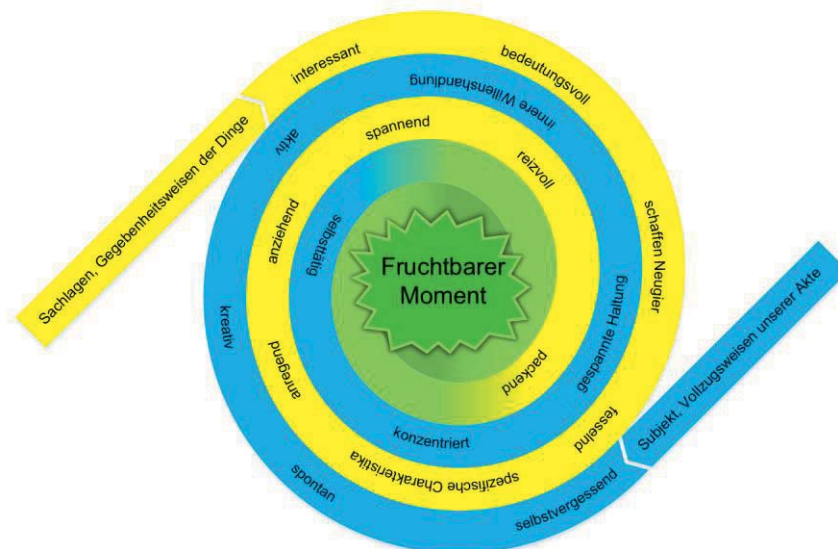 Sachlagen, Gegebenheitsweisen der Dinge
interessant
bedeutungsvoll
schaffen Neugier
fesselnd
spezifische Charakteristika
anregend
anziehend
spannend
reizvoll
packend
Subjekt, Vollzugsweisen unserer Akte
selbstvergessend
spontan
kreativ
aktiv
innere Willenshandlung
gespannte Haltung
konzentriert
selbsttätig
Fruchtbarer
Moment